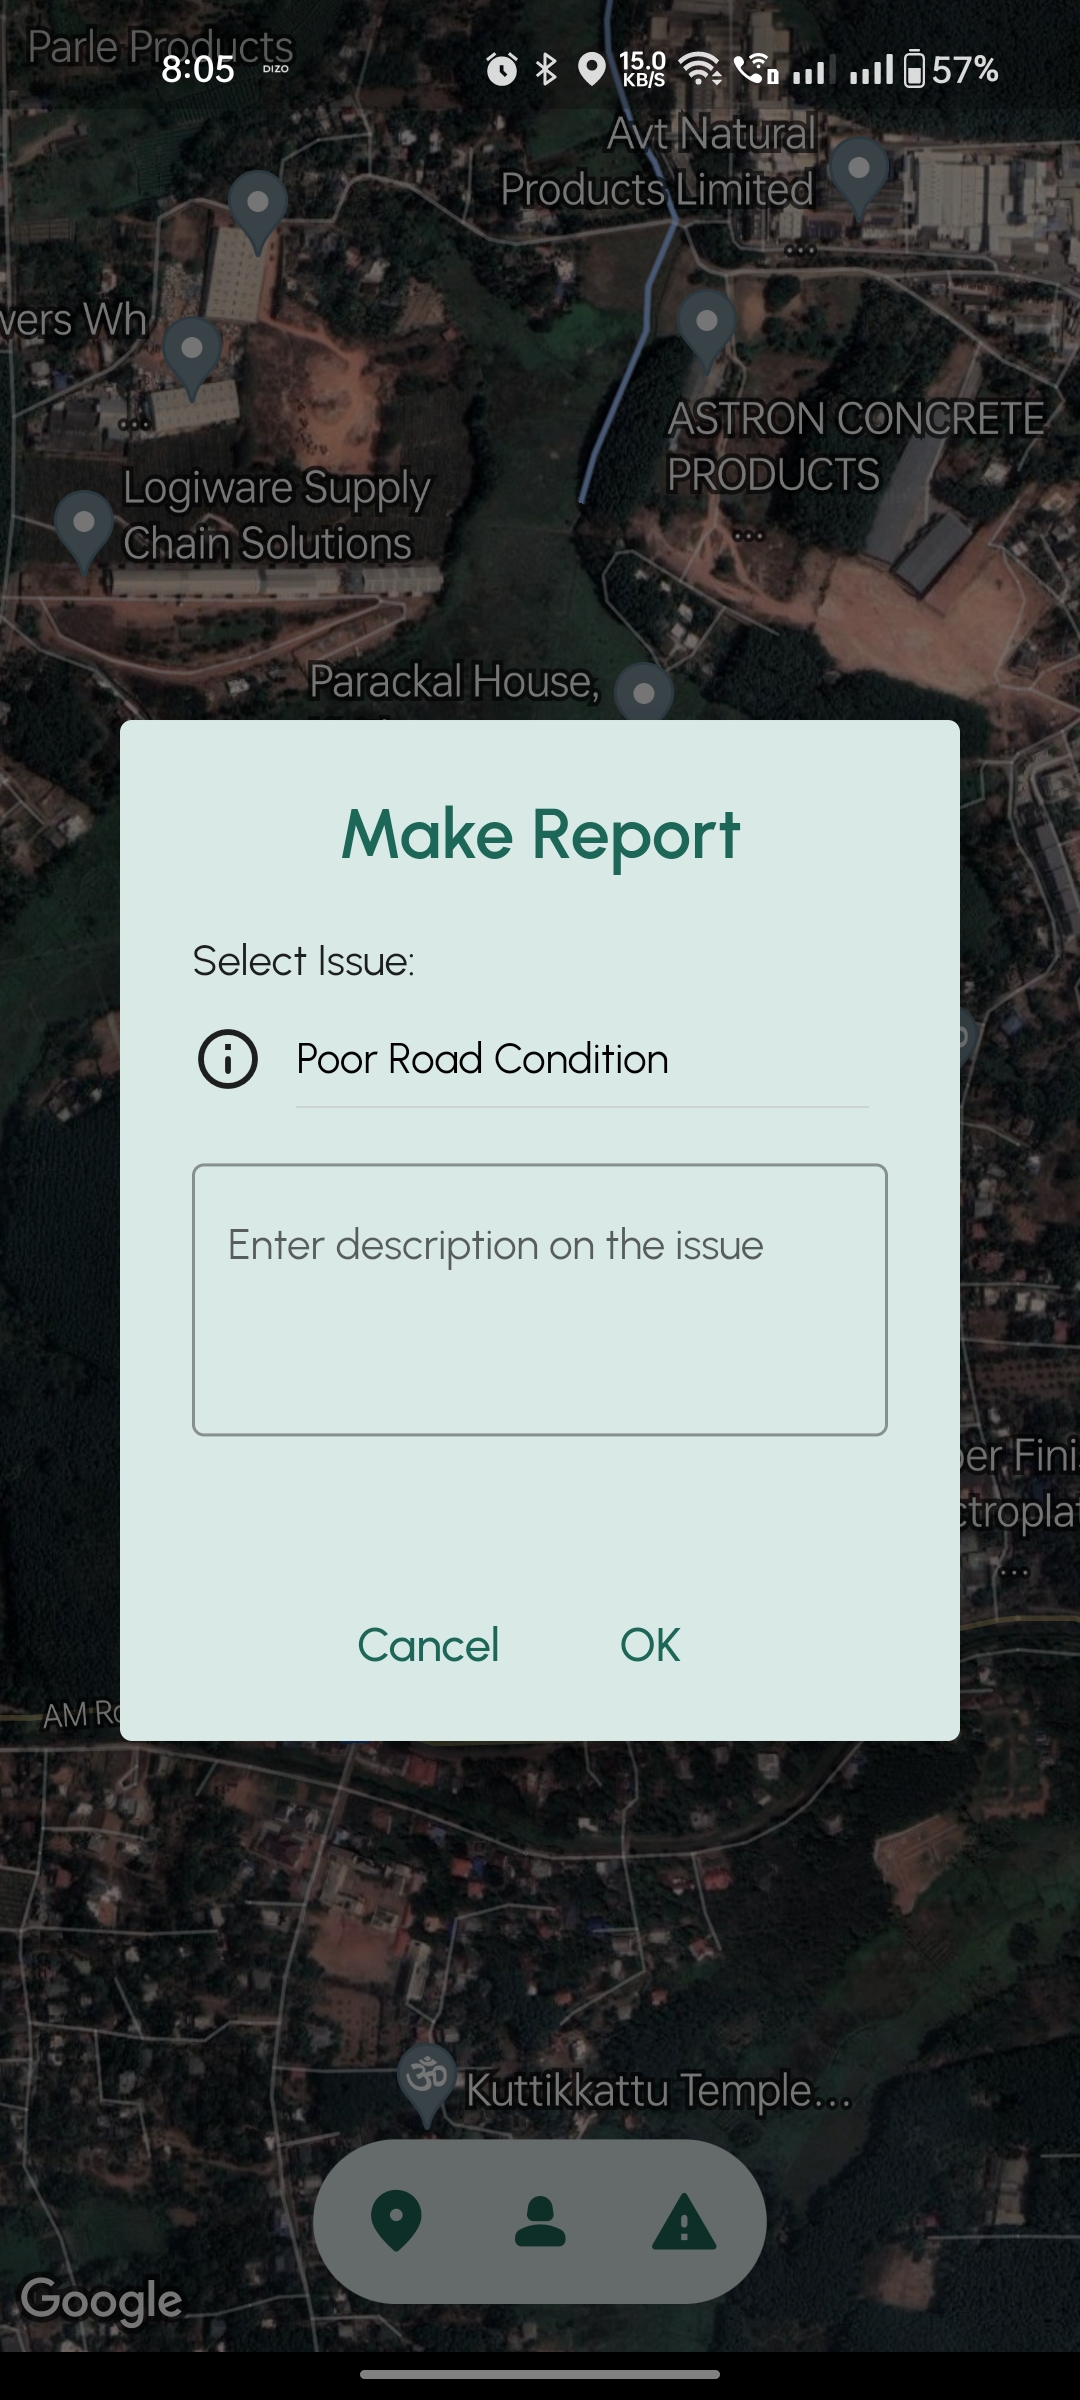 Parle Products
8:05
DIZO
15.0
KB/S
57%
Avt Natural
Products Limited
wers Wh
ASTRON CONCRETE
PRODUCTS
Logiware Supply
Chain Solutions
Parackal House,
Make Report
Select Issue:
Poor Road Condition
Enter description on the issue
er Finis
ctroplat
Cancel
OK
AM Ro
ॐ
Kuttikkattu Temple...
Google